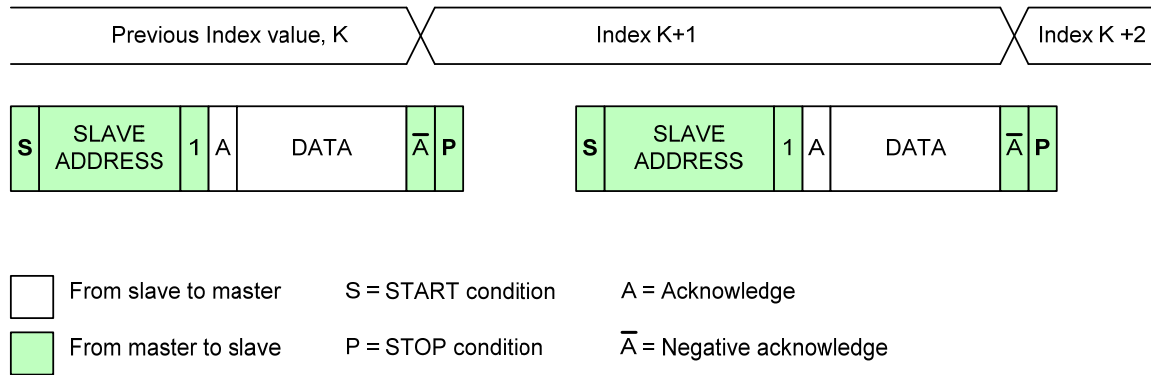 Previous Index value, K Index K+1 Index K +2
S SLAVE ADDRESS 1 A DATA A̅ P S SLAVE ADDRESS 1 A DATA A̅ P
From slave to master S = START condition A = Acknowledge
From master to slave P = STOP condition A̅ = Negative acknowledge